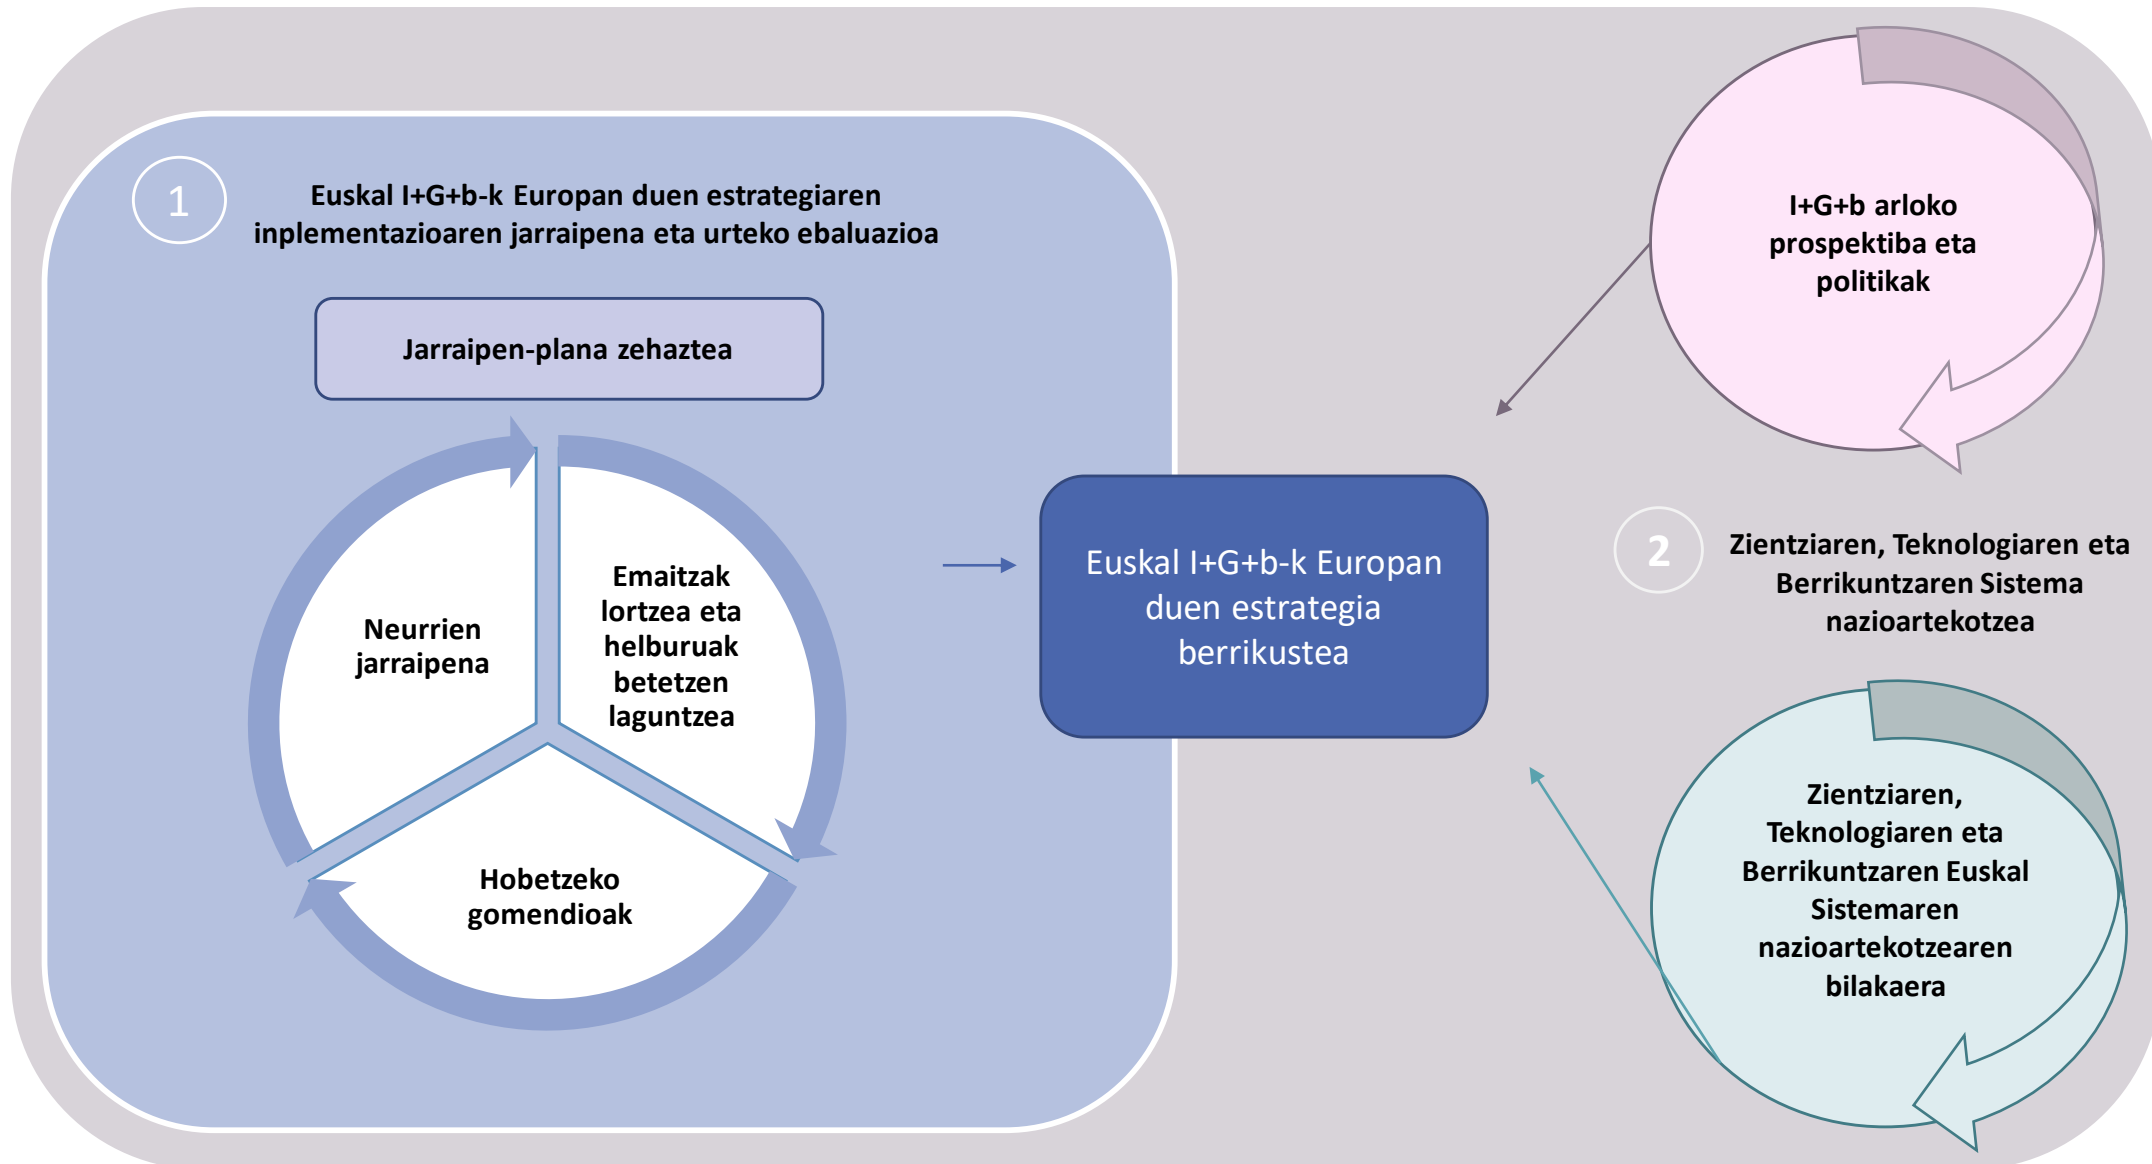 1
Euskal I+G+b-k Europan duen estrategiaren
inplementazioaren jarraipena eta urteko ebaluazioa
Jarraipen-plana zehaztea
Neurrien
jarraipena
Emaitzak
lortzea eta
helburuak
betetzen
laguntzea
Hobetzeko
gomendioak
Euskal I+G+b-k Europan
duen estrategia
berrikustea
I+G+b arloko
prospektiba eta
politikak
2
Zientziaren, Teknologiaren eta
Berrikuntzaren Sistema
nazioartekotzea
Zientziaren,
Teknologiaren eta
Berrikuntzaren Euskal
Sistemaren
nazioartekotzearen
bilakaera